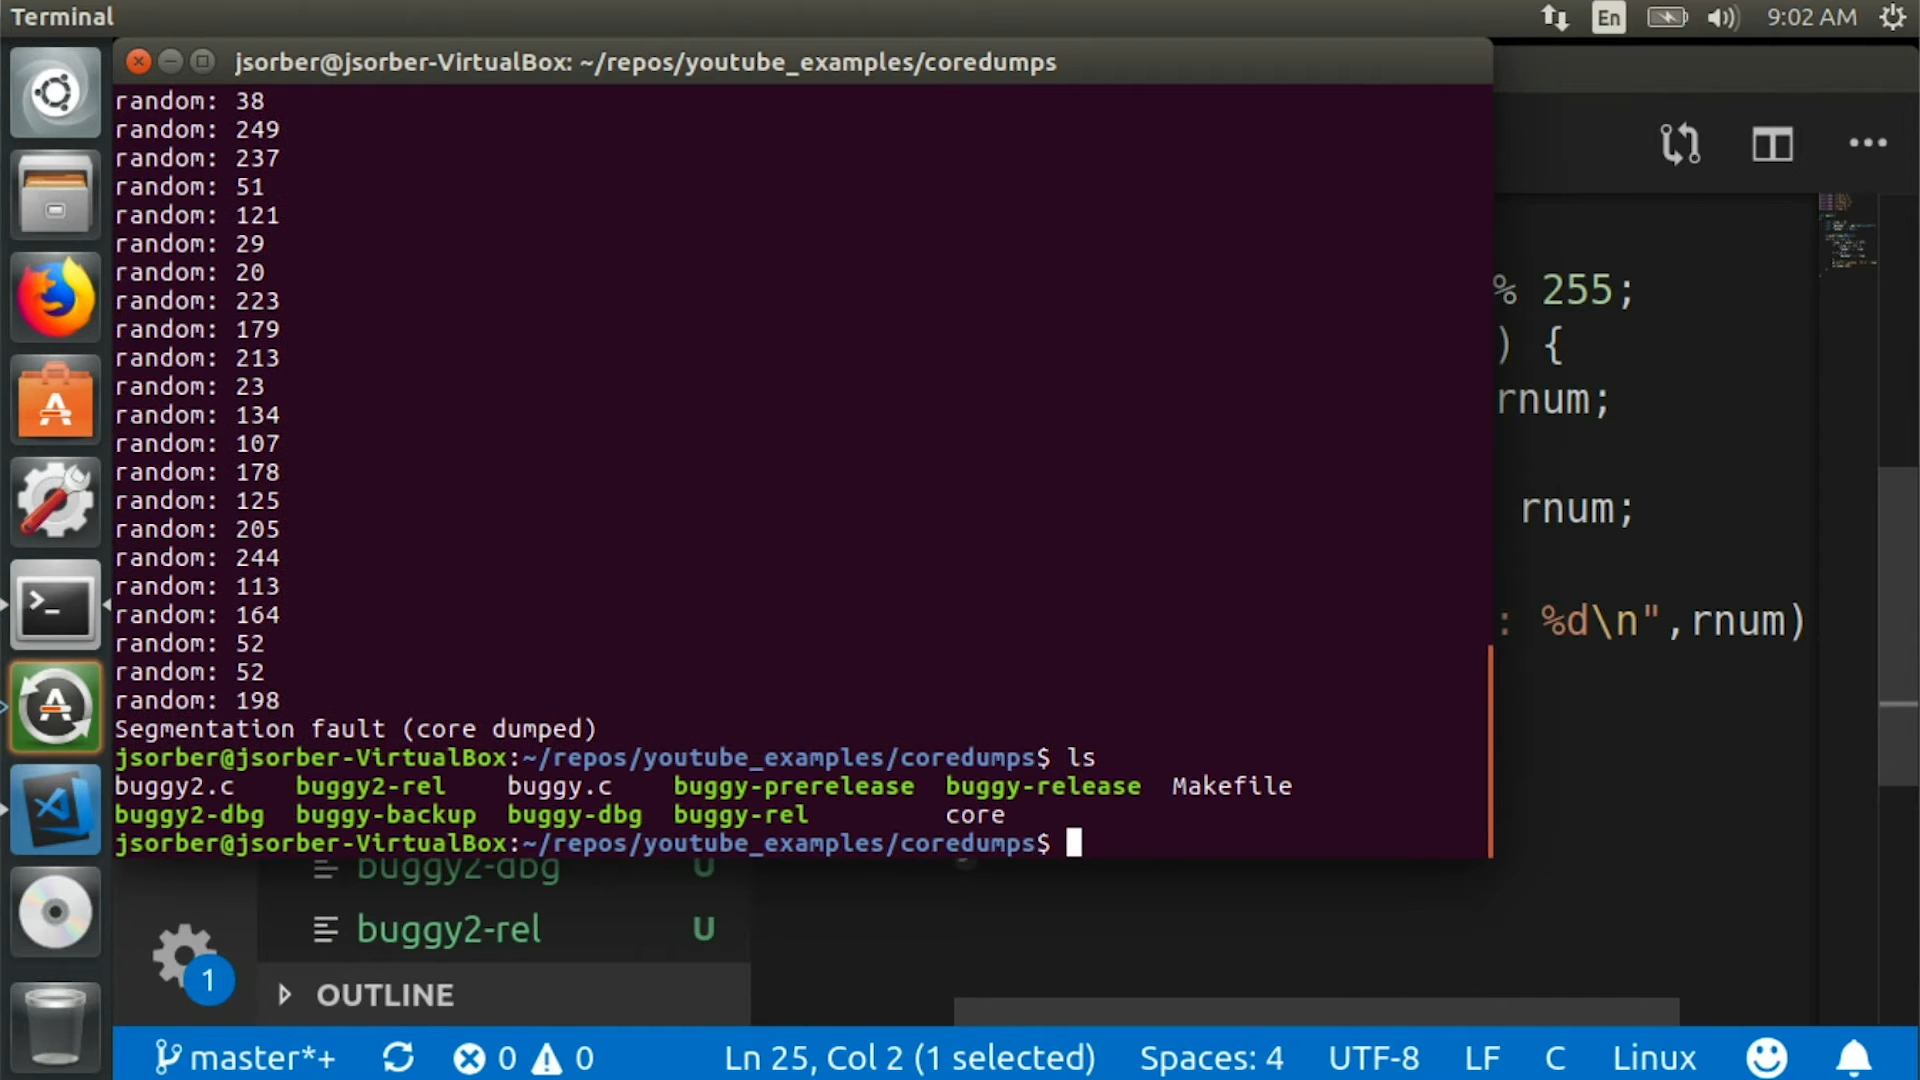 Terminal
En
9:02 AM
jsorber@jsorber-VirtualBox: ~/repos/youtube_examples/coredumps
random: 38
random: 249
random: 237
random: 51
random: 121
random: 29
random: 20
random: 223
random: 179
random: 213
random: 23
random: 134
random: 107
random: 178
random: 125
random: 205
random: 244
random: 113
random: 164
random: 52
random: 52
random: 198
Segmentation fault (core dumped)
jsorber@jsorber-VirtualBox:~/repos/youtube_examples/coredumps$ ls
buggy2.c buggy2-rel buggy.c buggy-prerelease buggy-release Makefile
buggy2-dbg buggy-backup buggy-dbg buggy-rel core
jsorber@jsorber-VirtualBox:~/repos/youtube_examples/coredumps$
% 255;
) {
rnum;
rnum;
: %d\n",rnum)
buggy2-dbg U
buggy2-rel U
1
OUTLINE
master*+ 0 0 Ln 25, Col 2 (1 selected) Spaces: 4 UTF-8 LF C Linux